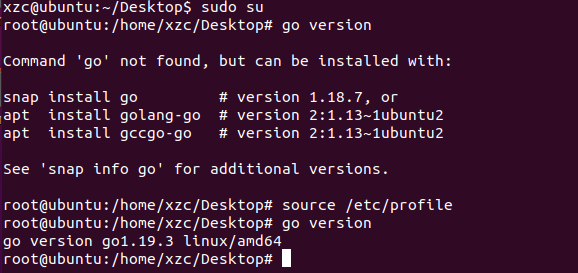 xzc@ubuntu:~/Desktop$ sudo su
root@ubuntu:/home/xzc/Desktop# go version
Command 'go' not found, but can be installed with:
snap install go         # version 1.18.7, or
apt  install golang-go  # version 2:1.13~1ubuntu2
apt  install gccgo-go   # version 2:1.13~1ubuntu2
See 'snap info go' for additional versions.
root@ubuntu:/home/xzc/Desktop# source /etc/profile
root@ubuntu:/home/xzc/Desktop# go version
go version go1.19.3 linux/amd64
root@ubuntu:/home/xzc/Desktop#